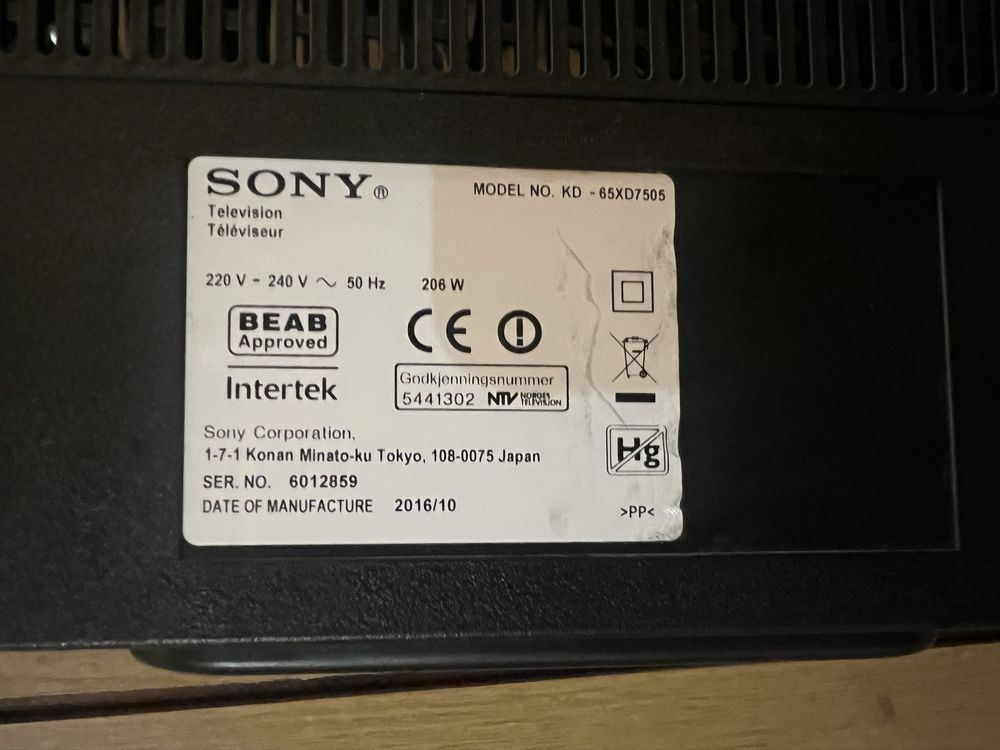 SONY®
MODEL NO. KD - 65XD7505
Television
Téléviseur
220 V - 240 V ~ 50 Hz 206 W
BEAB
Approved
CE
Intertek
Godkjenningsnummer
5441302 NTV NORGES TELEVISION
Hg
Sony Corporation,
1-7-1 Konan Minato-ku Tokyo, 108-0075 Japan
SER. NO. 6012859
DATE OF MANUFACTURE 2016/10
>PP<